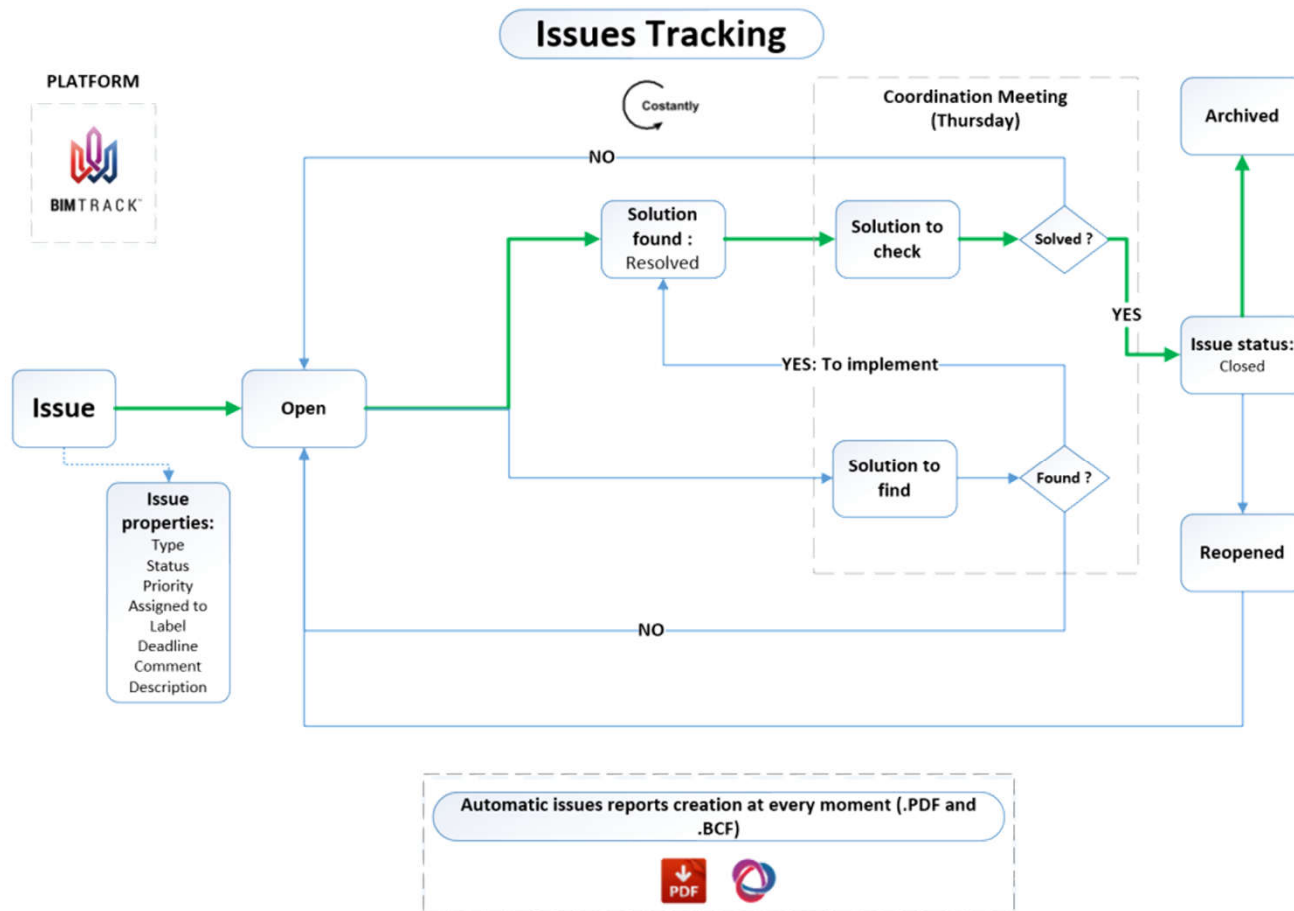 Issues Tracking
PLATFORM
BIMTRACK™
Costantly
Coordination Meeting
(Thursday)
Archived
NO
Solution
found :
Resolved
Solution to
check
Solved ?
YES
Issue status:
Closed
YES: To implement
Issue
Open
Solution to
find
Found ?
Issue
properties:
Type
Status
Priority
Assigned to
Label
Deadline
Comment
Description
Reopened
NO
Automatic issues reports creation at every moment (.PDF and
.BCF)
PDF